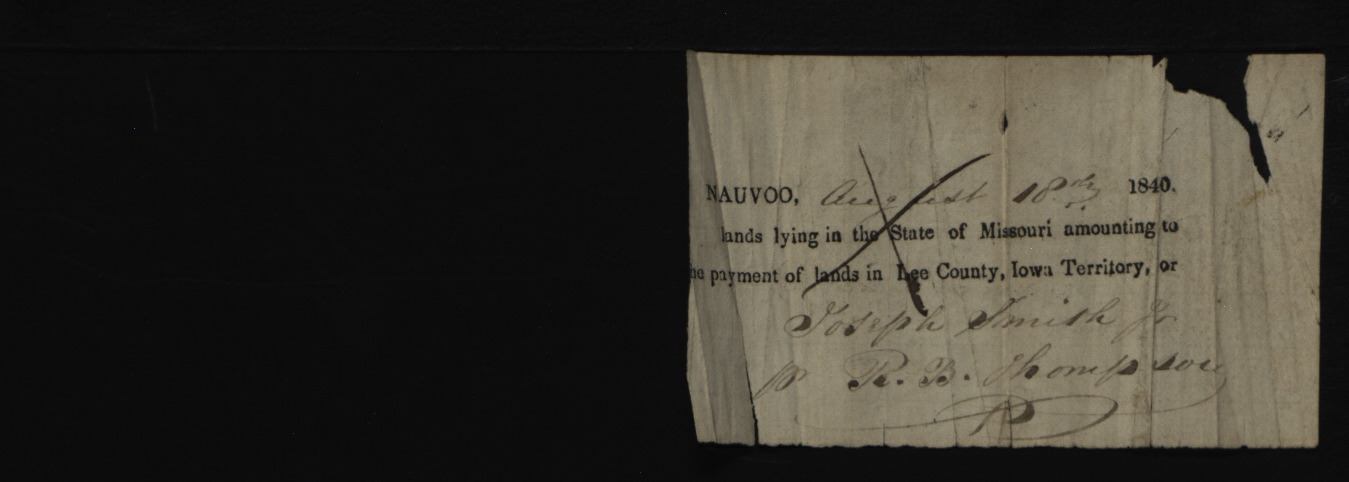 NAUVOO, August 18th 1840.
lands lying in the State of Missouri amounting to
he payment of lands in Lee County, Iowa Territory, or
Joseph Smith Jr
pr R. B. Thompson